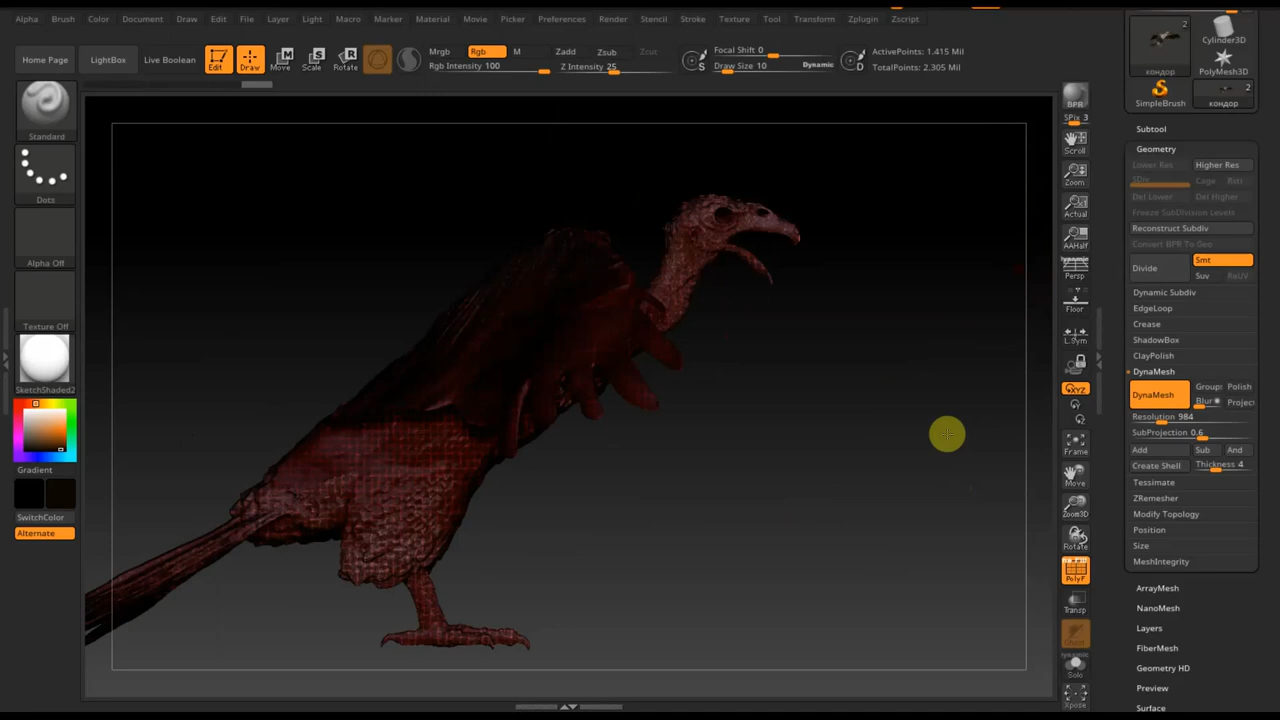 Alpha Brush Color Document Draw Edit File Layer Light Macro Marker Material Movie Picker Preferences Render Stencil Stroke Texture Tool Transform Zplugin Zscript
Home Page LightBox Live Boolean Edit Draw Move Scale Rotate
Mrgb Rgb M Zadd Zsub Zcut
Rgb Intensity 100 Z Intensity 25
Focal Shift 0
Draw Size 10 Dynamic
S D
ActivePoints: 1.415 Mil
TotalPoints: 2.305 Mil
Standard
Dots
Alpha Off
Texture Off
SketchShaded2
Gradient
SwitchColor
Alternate
BPR
SPix 3
Scroll
Zoom
Actual
AAHalf
Dynamic
Persp
Floor
L.Sym
XYZ
Frame
Move
Zoom3D
Rotate
PolyF
Transp
Ghost
Dynamic
Solo
Xpose
2
кондор
Cylinder3D
PolyMesh3D
SimpleBrush
2
кондор
Subtool
Geometry
Lower Res Higher Res
SDiv Cage Rstr
Del Lower Del Higher
Freeze SubDivision Levels
Reconstruct Subdiv
Convert BPR To Geo
Divide Smt
Suv ReUV
Dynamic Subdiv
EdgeLoop
Crease
ShadowBox
ClayPolish
DynaMesh
DynaMesh Groups Polish
Blur Project
Resolution 984
SubProjection 0.6
Add Sub And
Create Shell Thickness 4
Tessimate
ZRemesher
Modify Topology
Position
Size
MeshIntegrity
ArrayMesh
NanoMesh
Layers
FiberMesh
Geometry HD
Preview
Surface